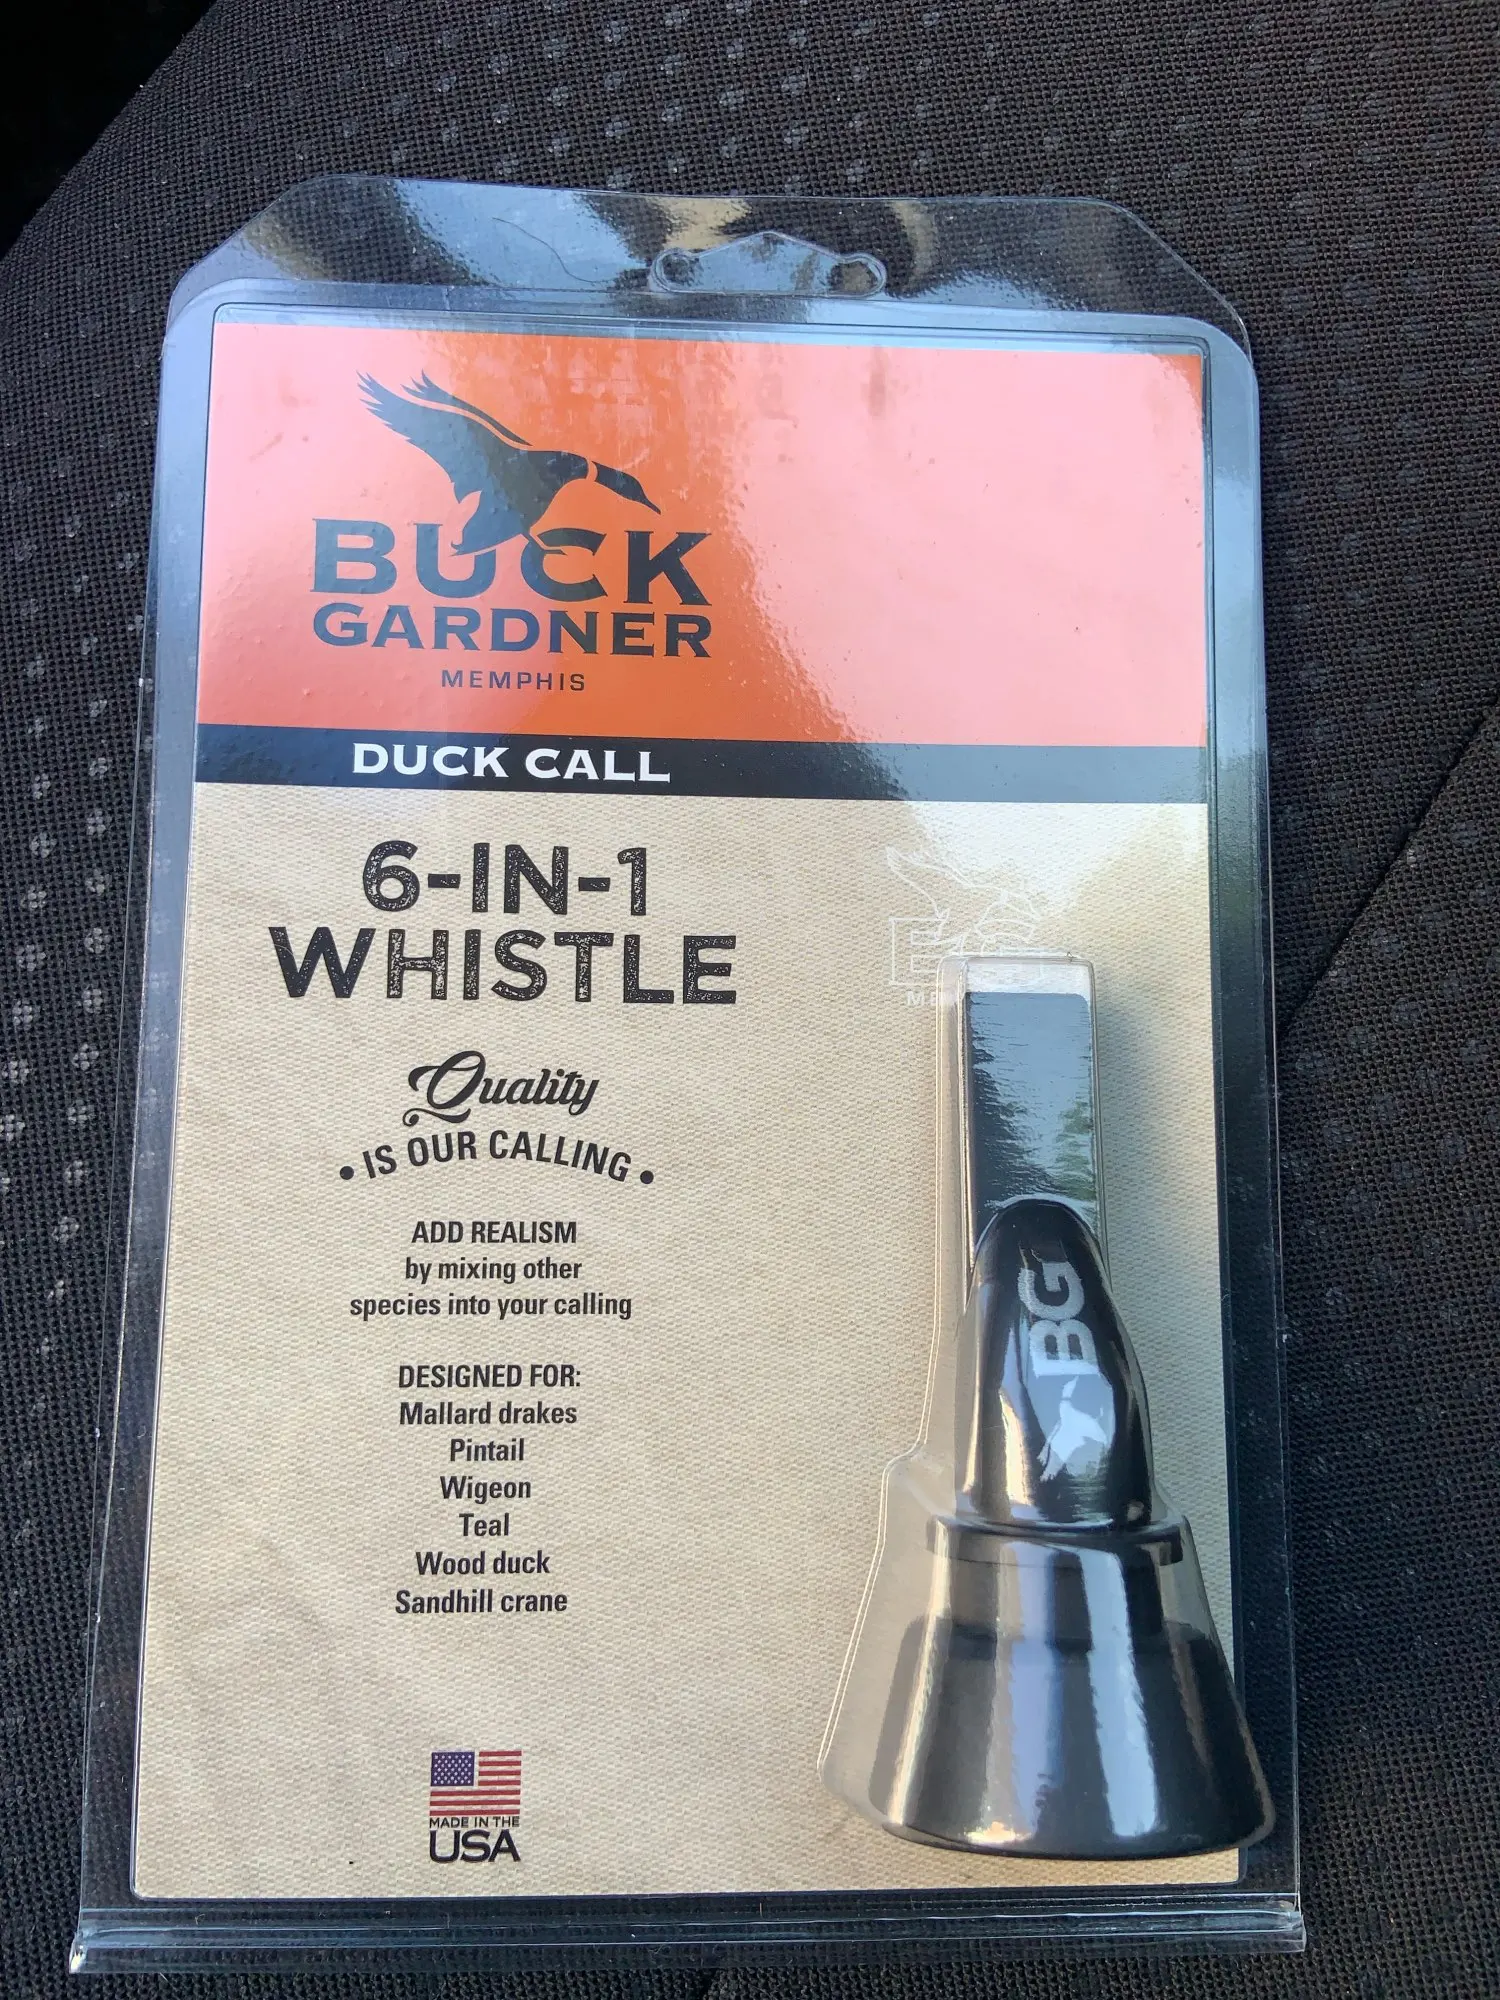 BUCK
GARDNER
MEMPHIS
DUCK CALL
6-IN-1
WHISTLE
Quality
• IS OUR CALLING •
ADD REALISM
by mixing other
species into your calling
DESIGNED FOR:
Mallard drakes
Pintail
Wigeon
Teal
Wood duck
Sandhill crane
BG
MADE IN THE
USA